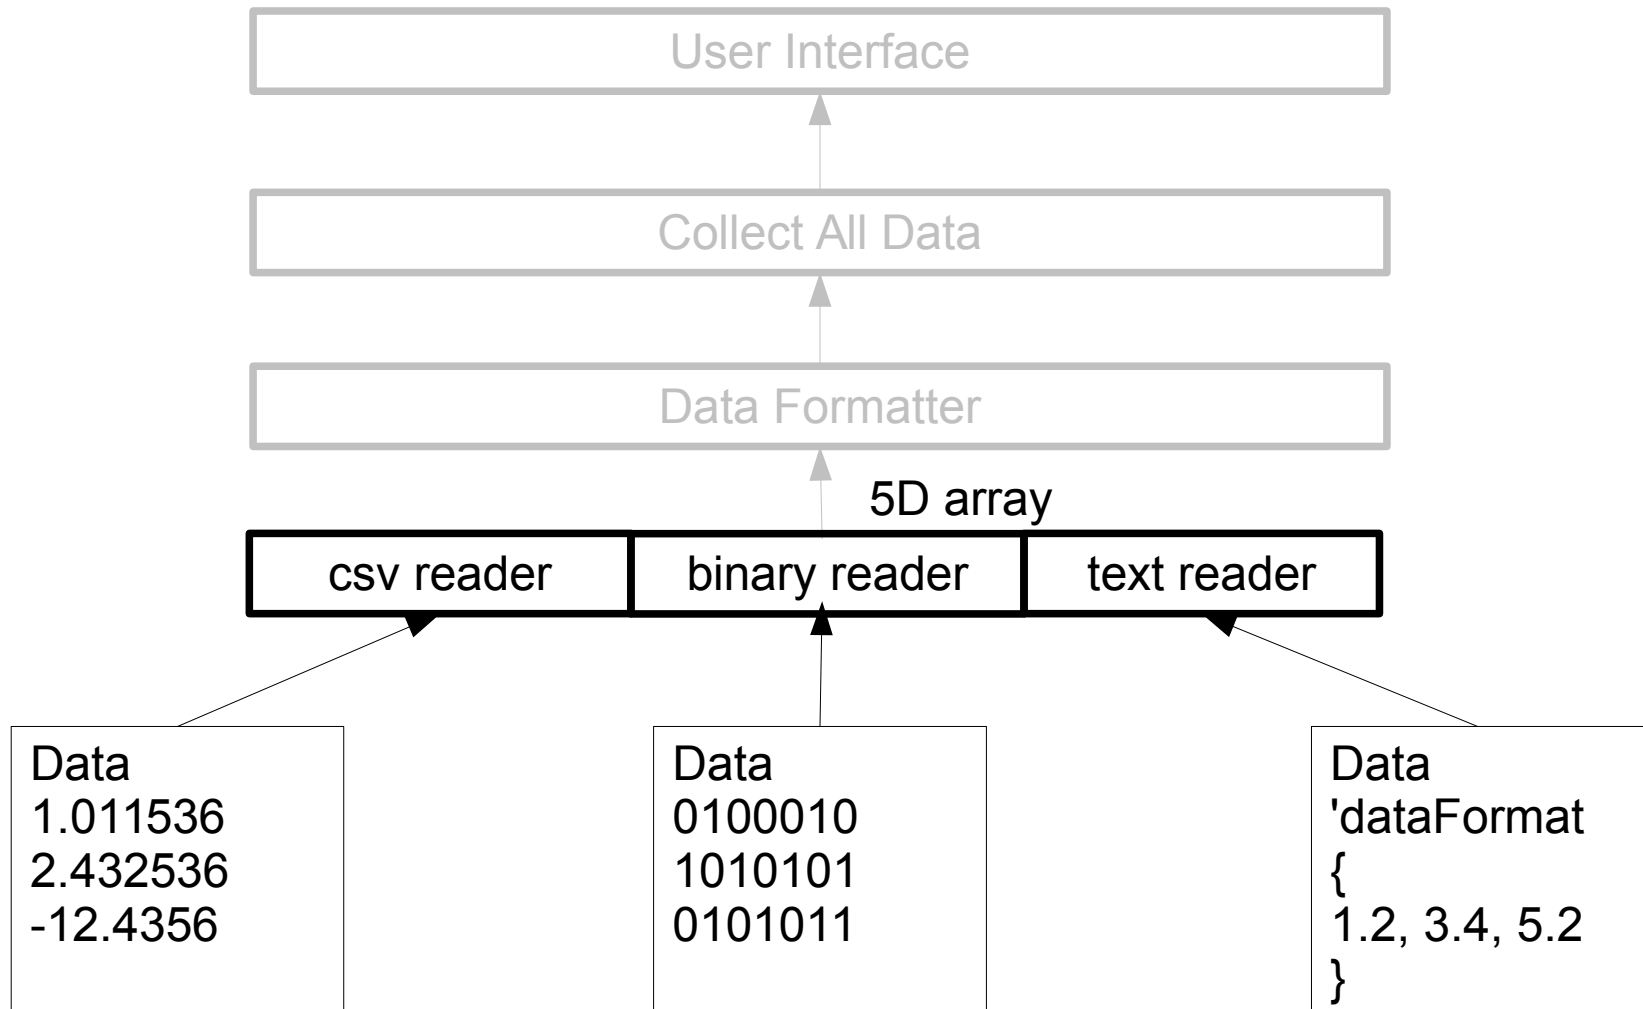 User Interface
Collect All Data
Data Formatter
5D array
csv reader
binary reader
text reader
Data
1.011536
2.432536
-12.4356
Data
0100010
1010101
0101011
Data
'dataFormat
{
1.2, 3.4, 5.2
}